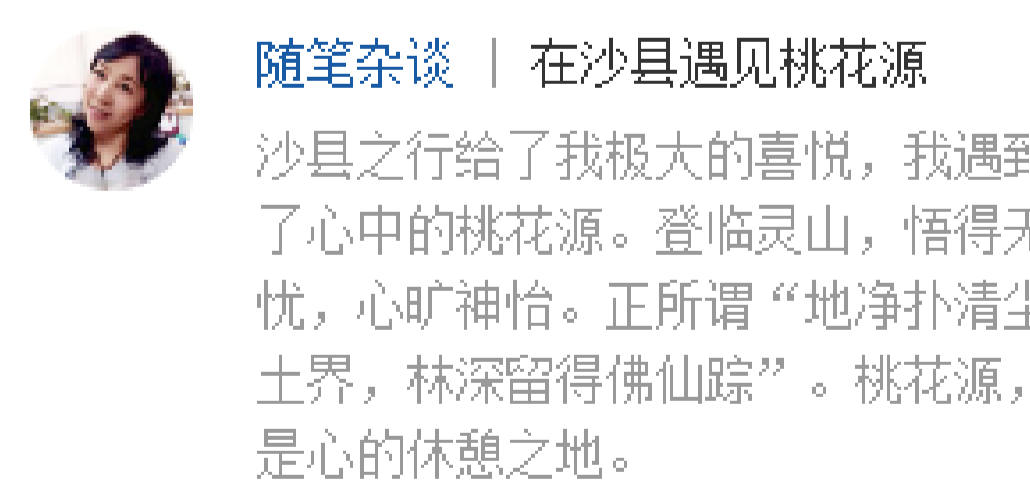 随笔杂谈 | 在沙县遇见桃花源
沙县之行给了我极大的喜悦，我遇到
了心中的桃花源。登临灵山，悟得无
忧，心旷神怡。正所谓“地净扑清尘
土界，林深留得佛仙踪”。桃花源，
是心的休憩之地。